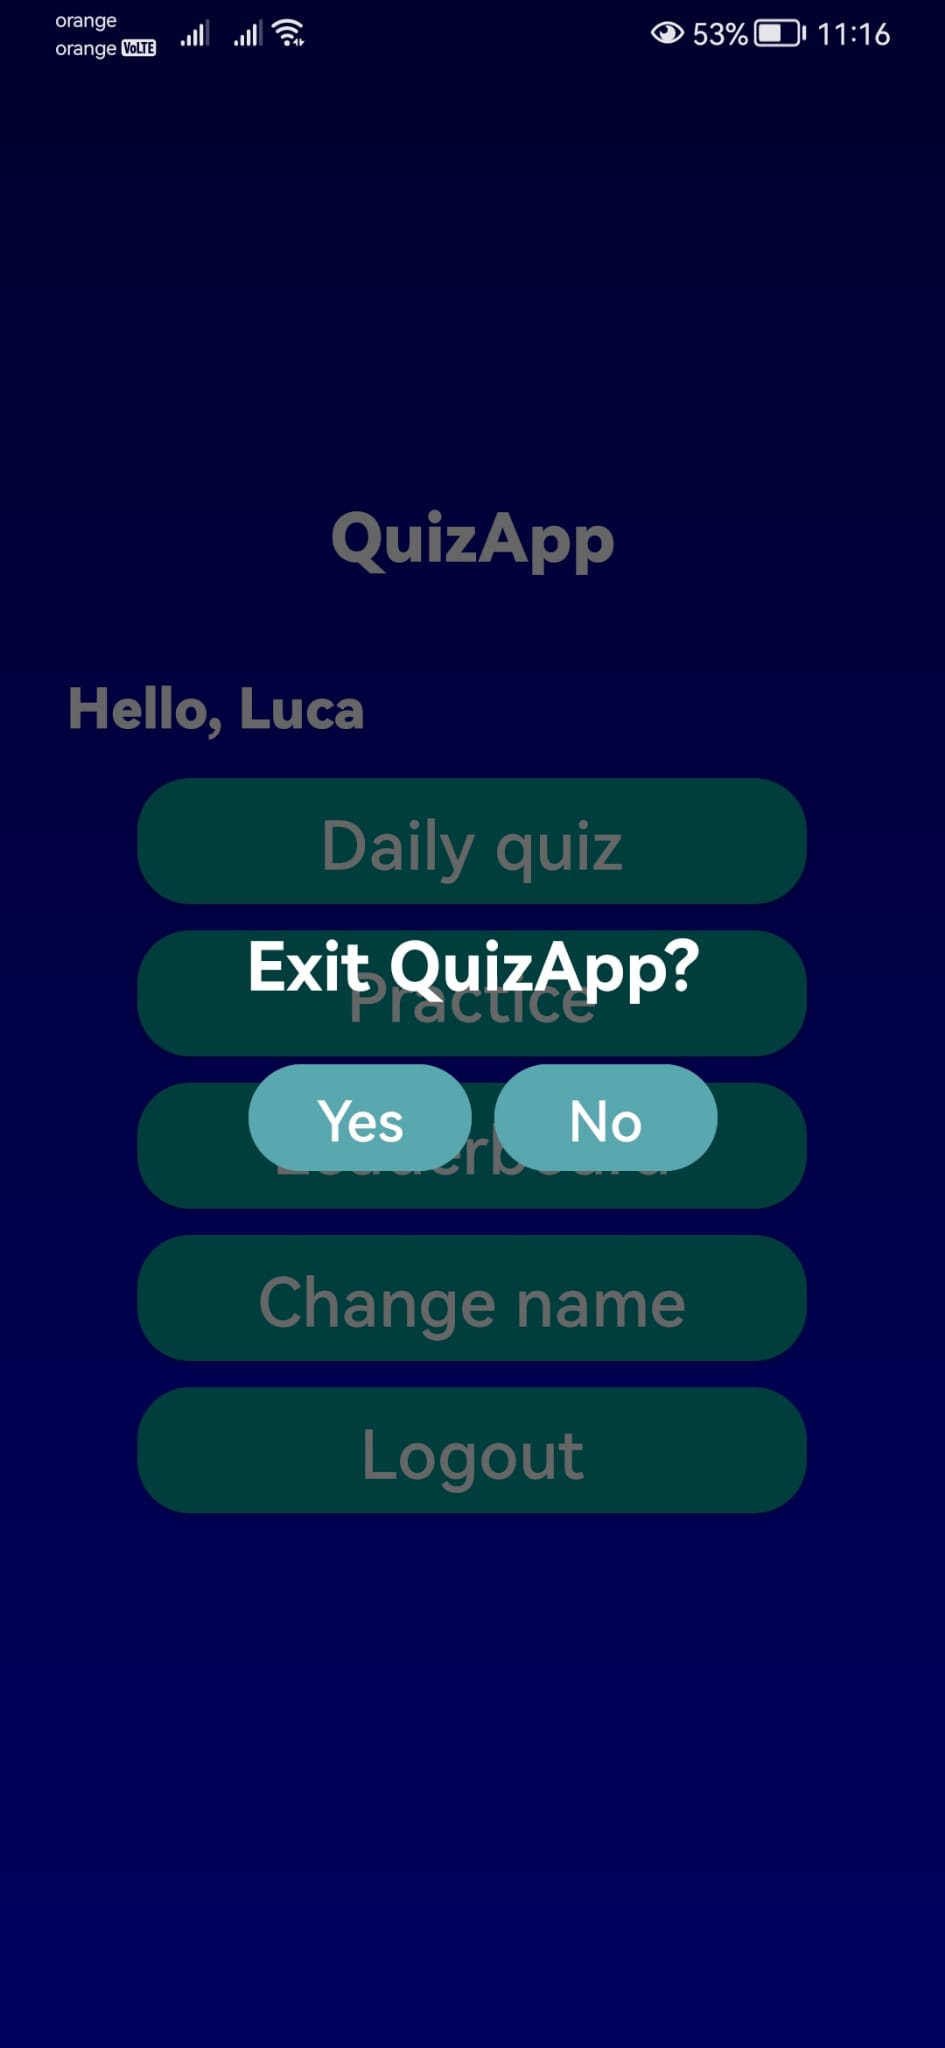 orange
orange VoLTE
53% 11:16
QuizApp
Hello, Luca
Daily quiz
Exit QuizApp?
Practice
Yes No
Leaderboard
Change name
Logout